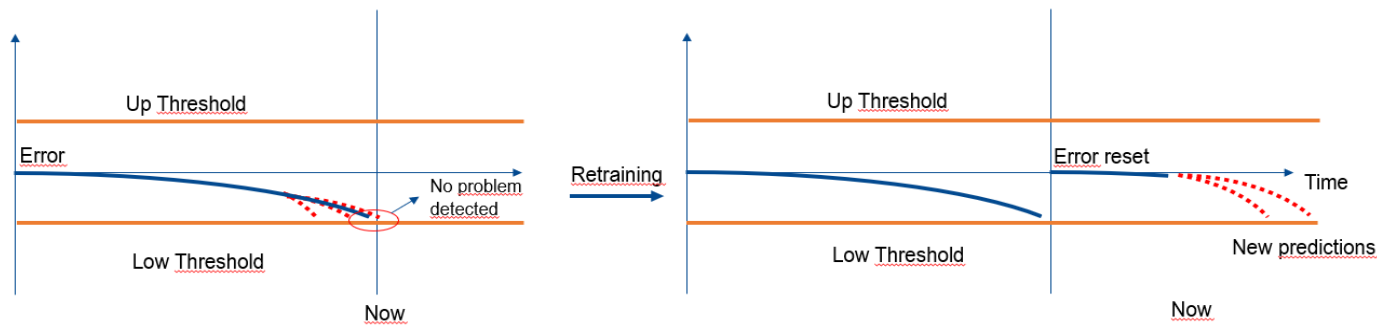 Up Threshold
Error
No problem
detected
Low Threshold
Now
Retraining
Up Threshold
Error reset
Time
New predictions
Low Threshold
Now